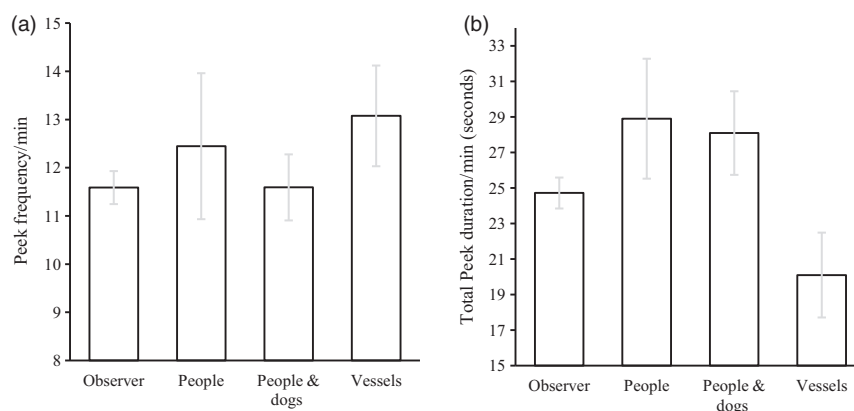 (a)
Peek frequency/min
15
14
13
12
11
10
9
8
Observer
People
People &
dogs
Vessels
(b)
Total Peek duration/min (seconds)
33
31
29
27
25
23
21
19
17
15
Observer
People
People &
dogs
Vessels